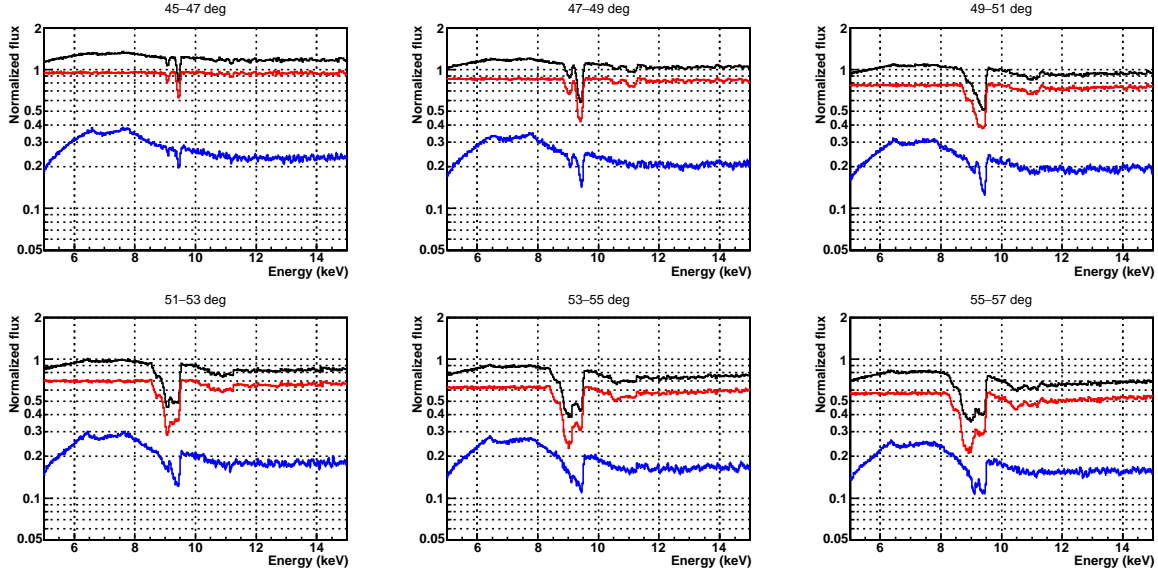 45–47 deg
47–49 deg
49–51 deg
Normalized flux
2
1
0.5
0.4
0.3
0.2
0.1
0.05
6 8 10 12 14
Energy (keV)
Normalized flux
2
1
0.5
0.4
0.3
0.2
0.1
0.05
6 8 10 12 14
Energy (keV)
Normalized flux
2
1
0.5
0.4
0.3
0.2
0.1
0.05
6 8 10 12 14
Energy (keV)
51–53 deg
53–55 deg
55–57 deg
Normalized flux
2
1
0.5
0.4
0.3
0.2
0.1
0.05
6 8 10 12 14
Energy (keV)
Normalized flux
2
1
0.5
0.4
0.3
0.2
0.1
0.05
6 8 10 12 14
Energy (keV)
Normalized flux
2
1
0.5
0.4
0.3
0.2
0.1
0.05
6 8 10 12 14
Energy (keV)